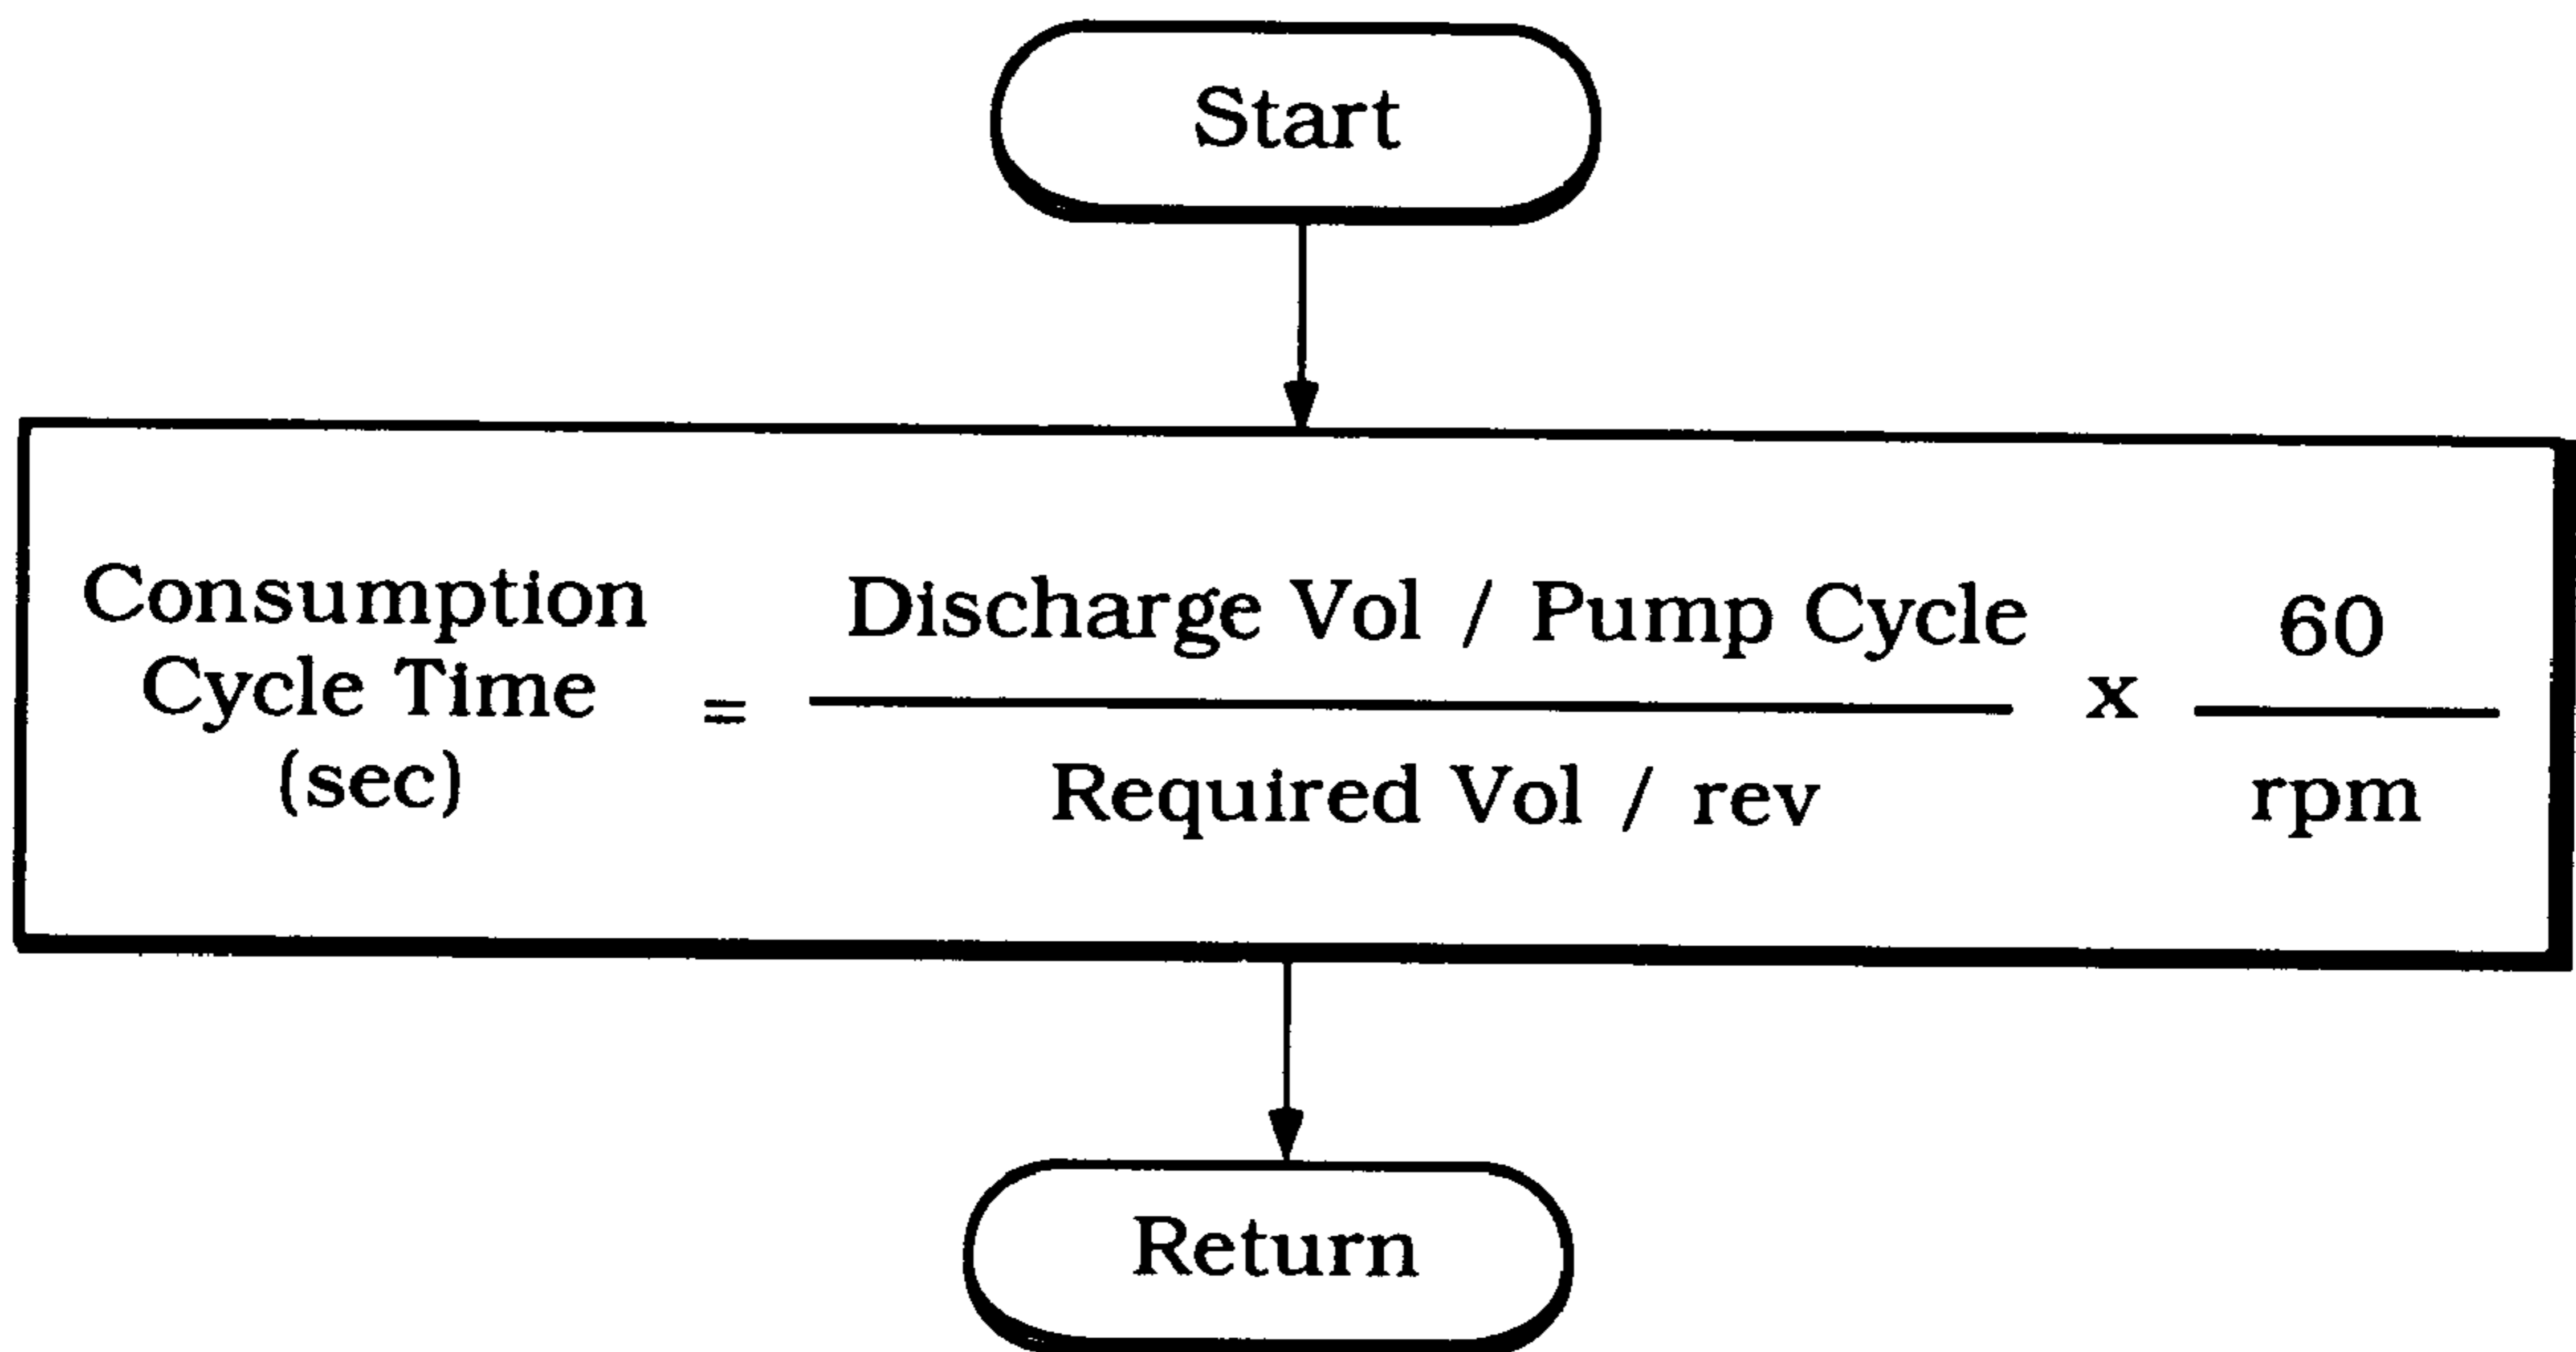 Start
Consumption
Cycle Time
(sec)
=
Discharge Vol / Pump Cycle
Required Vol / rev
x
60
rpm
Return